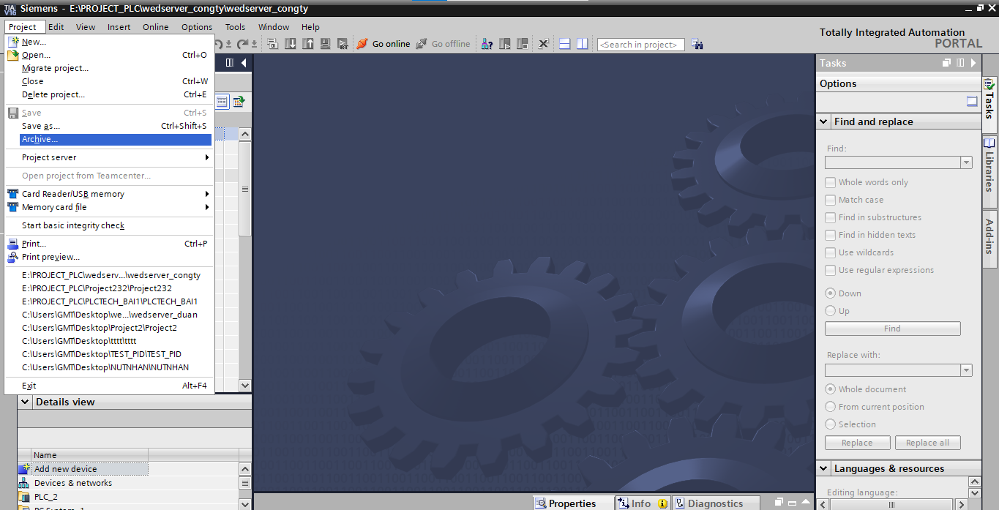 TIA V16 Siemens - E:\PROJECT_PLC\wedserver_congty\wedserver_congty
Project Edit View Insert Online Options Tools Window Help
Totally Integrated Automation
PORTAL
Go online Go offline <Search in project>
New...
Open... Ctrl+O
Migrate project...
Close Ctrl+W
Delete project... Ctrl+E
Save Ctrl+S
Save as... Ctrl+Shift+S
Archive...
Project server
Open project from Teamcenter...
Card Reader/USB memory
Memory card file
Start basic integrity check
Print... Ctrl+P
Print preview...
E:\PROJECT_PLC\wedserv...\wedserver_congty
E:\PROJECT_PLC\Project232\Project232
E:\PROJECT_PLC\PLCTECH_BAI1\PLCTECH_BAI1
C:\Users\GMT\Desktop\we...\wedserver_duan
C:\Users\GMT\Desktop\Project2\Project2
C:\Users\GMT\Desktop\tttt\tttt
C:\Users\GMT\Desktop\TEST_PID\TEST_PID
C:\Users\GMT\Desktop\NUTNHAN\NUTNHAN
Exit Alt+F4
Details view
Name
Add new device
Devices & networks
PLC_2
Properties Info Diagnostics
Tasks
Options
Find and replace
Find:
Whole words only
Match case
Find in substructures
Find in hidden texts
Use wildcards
Use regular expressions
Down
Up
Find
Replace with:
Whole document
From current position
Selection
Replace Replace all
Languages & resources
Editing language:
Tasks
Libraries
Add-ins